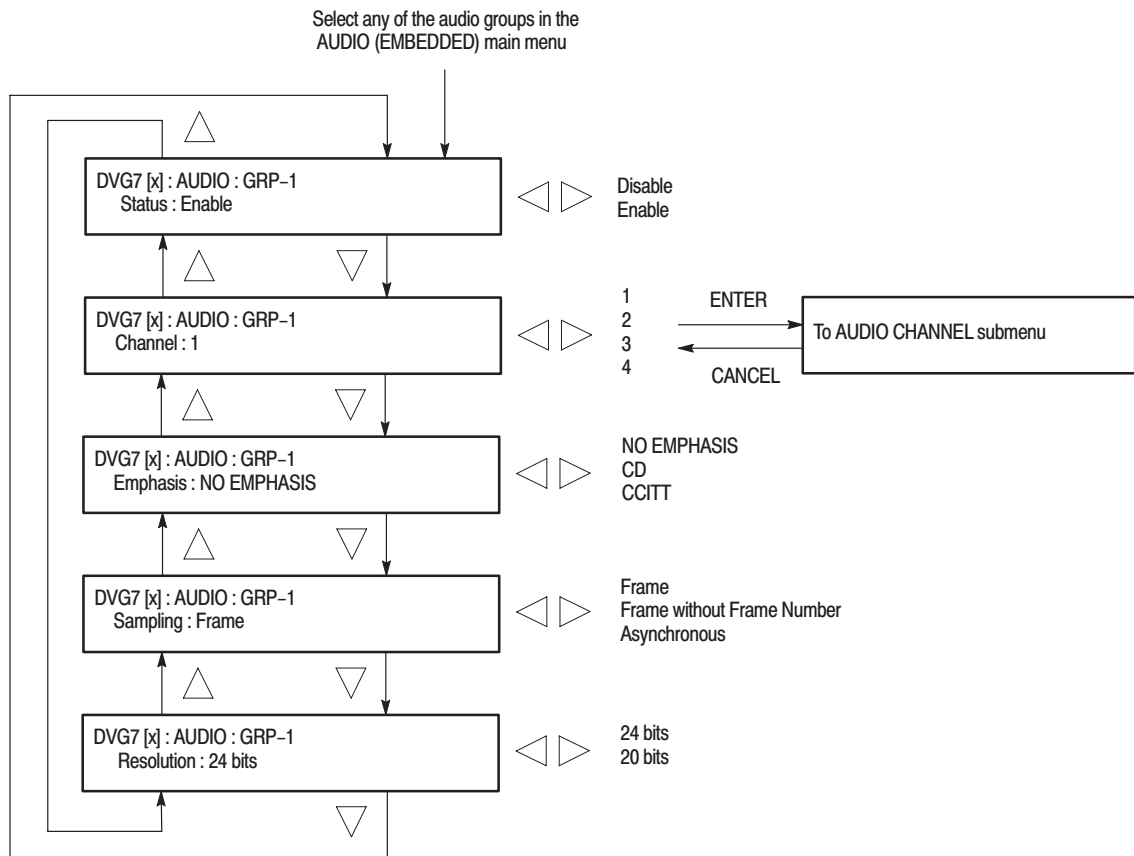 Select any of the audio groups in the
AUDIO (EMBEDDED) main menu
DVG7 [x] : AUDIO : GRP–1
Status : Enable
Disable
Enable
DVG7 [x] : AUDIO : GRP–1
Channel : 1
1
2
3
4
ENTER
CANCEL
To AUDIO CHANNEL submenu
DVG7 [x] : AUDIO : GRP–1
Emphasis : NO EMPHASIS
NO EMPHASIS
CD
CCITT
DVG7 [x] : AUDIO : GRP–1
Sampling : Frame
Frame
Frame without Frame Number
Asynchronous
DVG7 [x] : AUDIO : GRP–1
Resolution : 24 bits
24 bits
20 bits